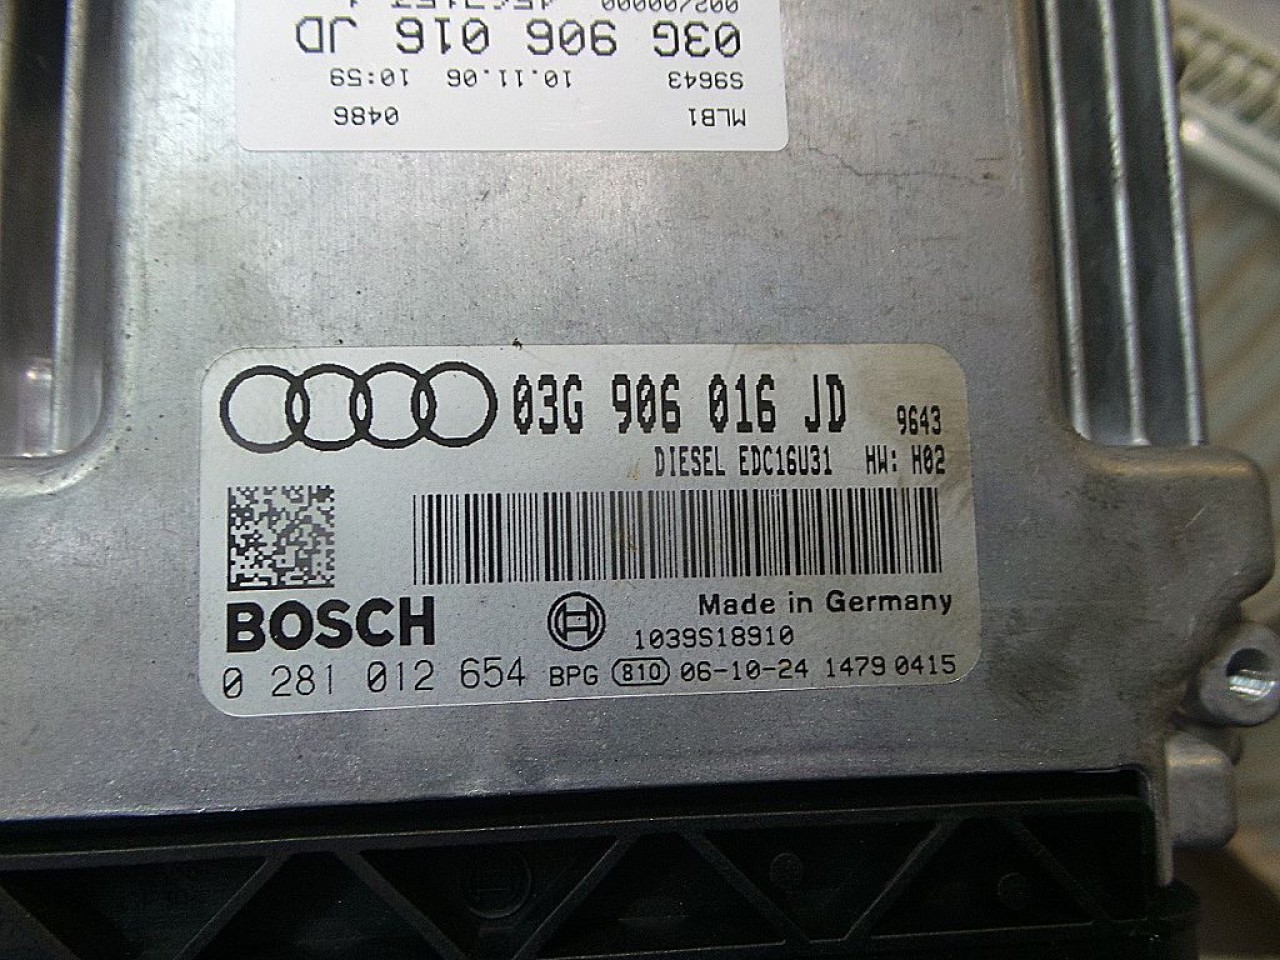 MLB1 0486
S9643 10.11.06 10:59
03G 906 016 JD
03G 906 016 JD 9643
DIESEL EDC16U31 HW: H02
BOSCH
Made in Germany
1039S18910
0 281 012 654 BPG 810 06-10-24 1479 0415